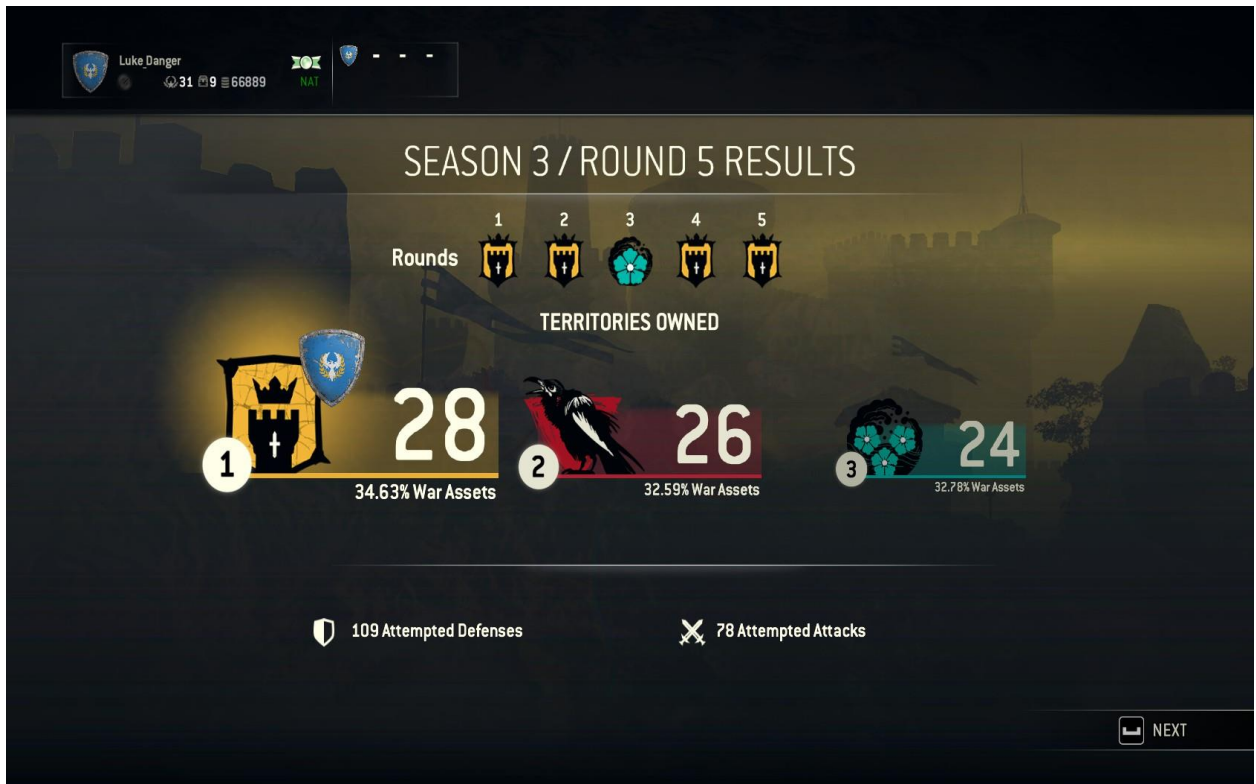 Luke_Danger
31 9 66889 NAT
- - -
SEASON 3 / ROUND 5 RESULTS
1 2 3 4 5
Rounds
TERRITORIES OWNED
1 28 2 26 3 24
34.63% War Assets 32.59% War Assets 32.78% War Assets
109 Attempted Defenses 78 Attempted Attacks
NEXT